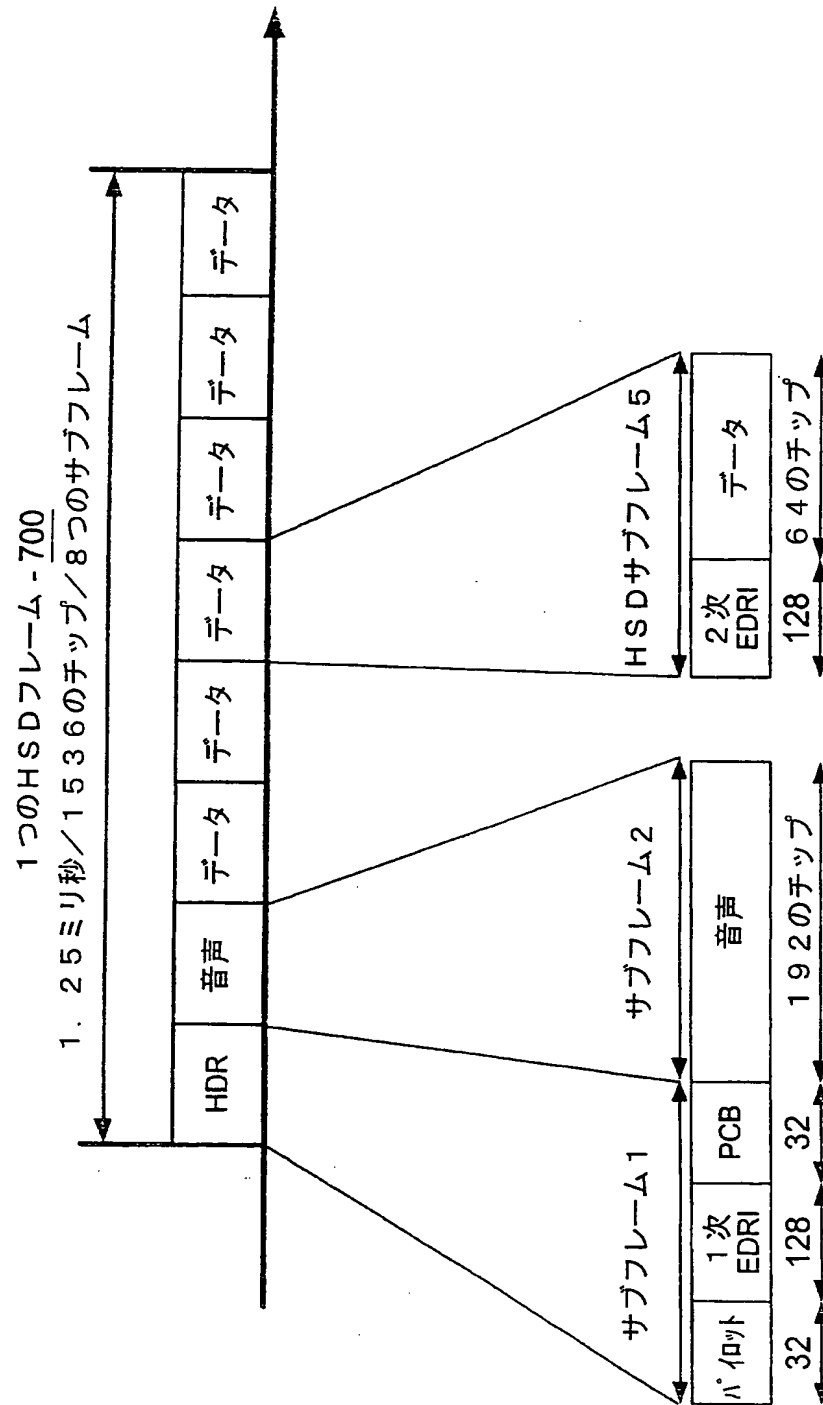 1つのHSDフレーム-700
1.25ミリ秒/1536のチップ/8つのサブフレーム
HDR 音声 データ データ データ データ データ データ
サブフレーム1 サブフレーム2 HSDサブフレーム5
パイロット 1次 EDRI PCB 音声 2次 EDRI データ
32 128 32 192のチップ 128 64のチップ